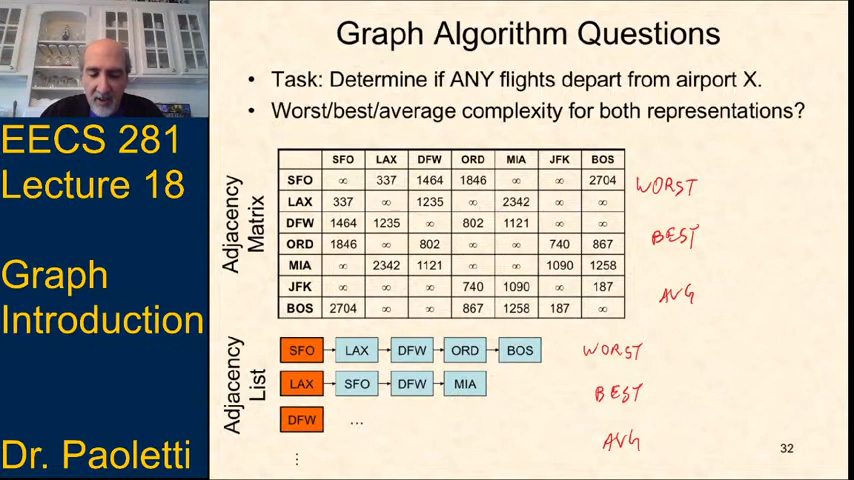 Graph Algorithm Questions
• Task: Determine if ANY flights depart from airport X.
• Worst/best/average complexity for both representations?
EECS 281
Lecture 18
Graph
Introduction
Dr. Paoletti
Adjacency
Matrix
SFO LAX DFW ORD MIA JFK BOS
SFO ∞ 337 1464 1846 ∞ ∞ 2704
LAX 337 ∞ 1235 ∞ 2342 ∞ ∞
DFW 1464 1235 ∞ 802 1121 ∞ ∞
ORD 1846 ∞ 802 ∞ ∞ 740 867
MIA ∞ 2342 1121 ∞ ∞ 1090 1258
JFK ∞ ∞ ∞ 740 1090 ∞ 187
BOS 2704 ∞ ∞ 867 1258 187 ∞
WORST
BEST
AVG
Adjacency
List
SFO LAX DFW ORD BOS
LAX SFO DFW MIA
DFW ...
⋮
WORST
BEST
AVG
32